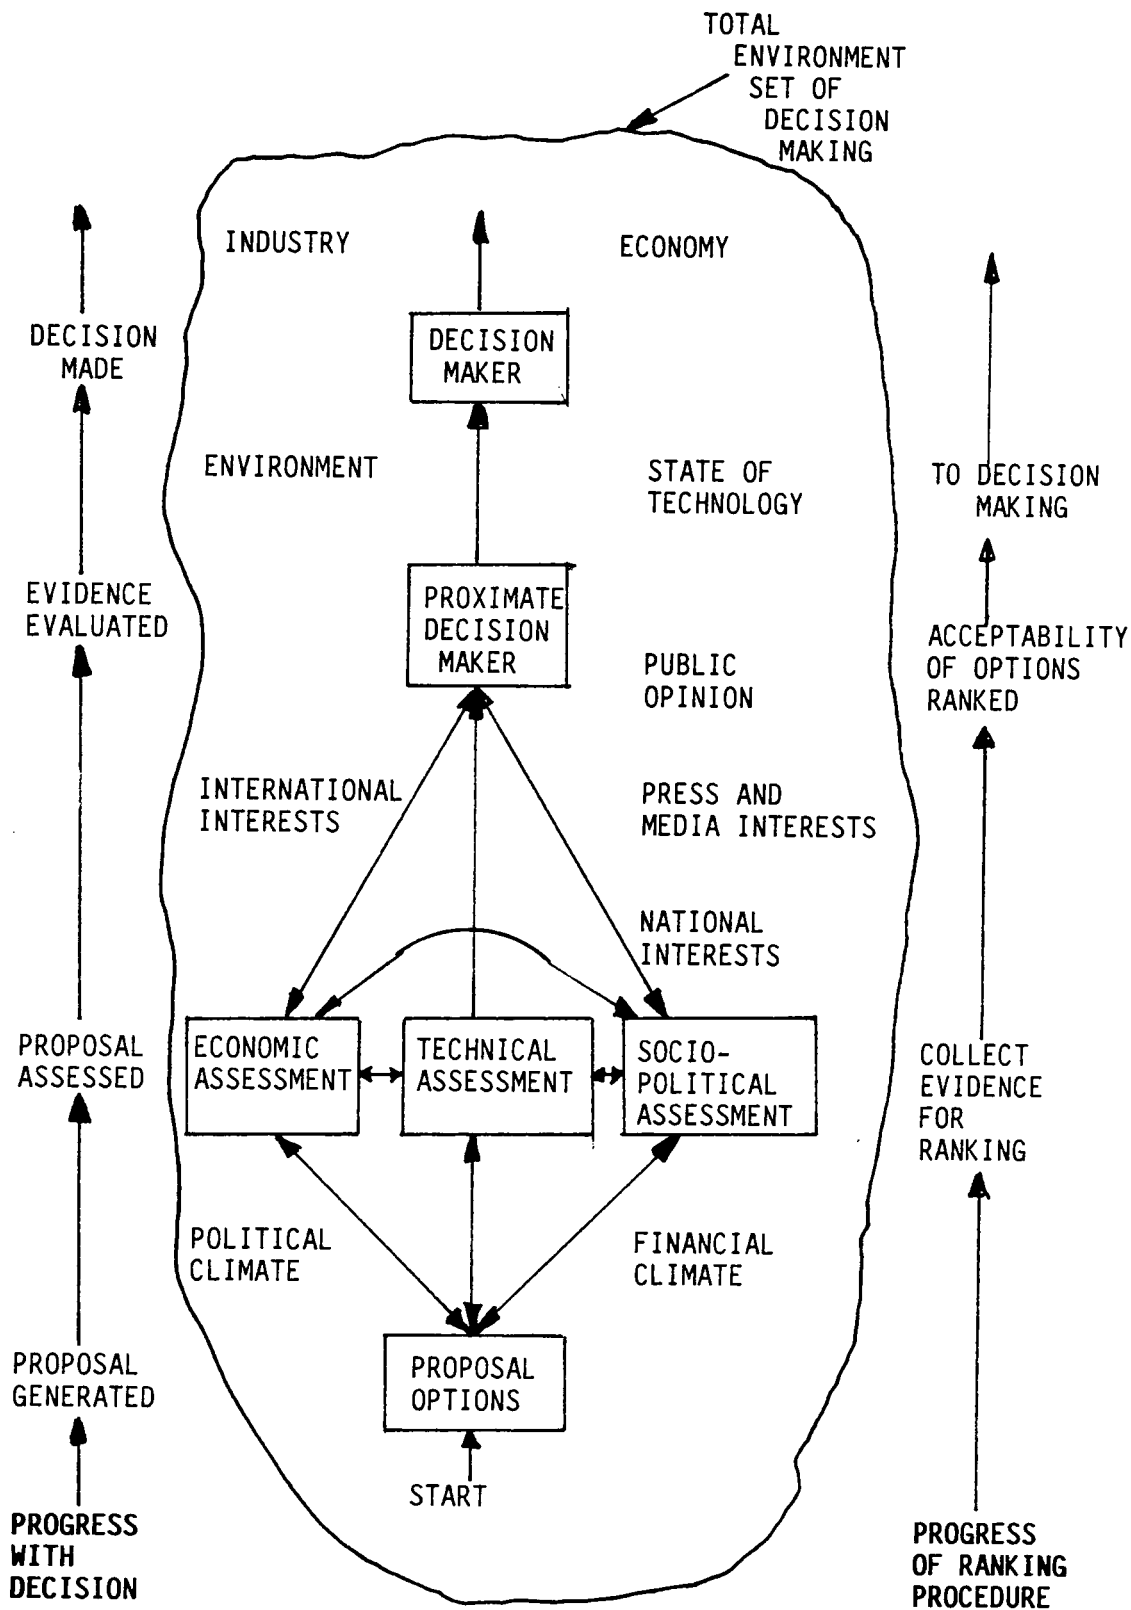 TOTAL
ENVIRONMENT
SET OF
DECISION
MAKING
INDUSTRY
ECONOMY
DECISION
MADE
DECISION
MAKER
ENVIRONMENT
STATE OF
TECHNOLOGY
TO DECISION
MAKING
EVIDENCE
EVALUATED
PROXIMATE
DECISION
MAKER
PUBLIC
OPINION
ACCEPTABILITY
OF OPTIONS
RANKED
INTERNATIONAL
INTERESTS
PRESS AND
MEDIA INTERESTS
NATIONAL
INTERESTS
PROPOSAL
ASSESSED
ECONOMIC
ASSESSMENT
TECHNICAL
ASSESSMENT
SOCIO-
POLITICAL
ASSESSMENT
COLLECT
EVIDENCE
FOR
RANKING
POLITICAL
CLIMATE
FINANCIAL
CLIMATE
PROPOSAL
GENERATED
PROPOSAL
OPTIONS
START
PROGRESS
WITH
DECISION
PROGRESS
OF RANKING
PROCEDURE